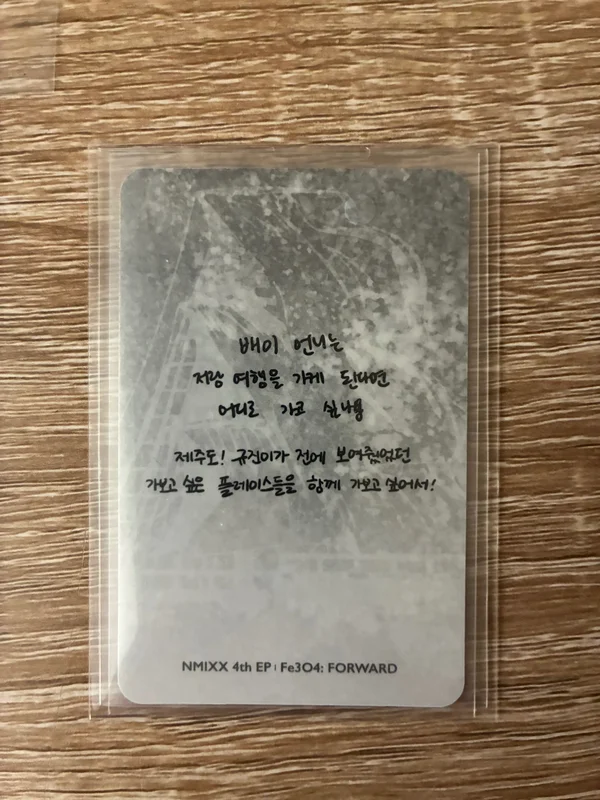 배이 언니는
저랑 여행을 가게 된다면
어디로 가고 싶나용
제주도! 규진이가 전에 보여줬었던
가보고 싶은 플레이스들을 함께 가보고 싶어서!
NMIXX 4th EP | Fe3O4: FORWARD